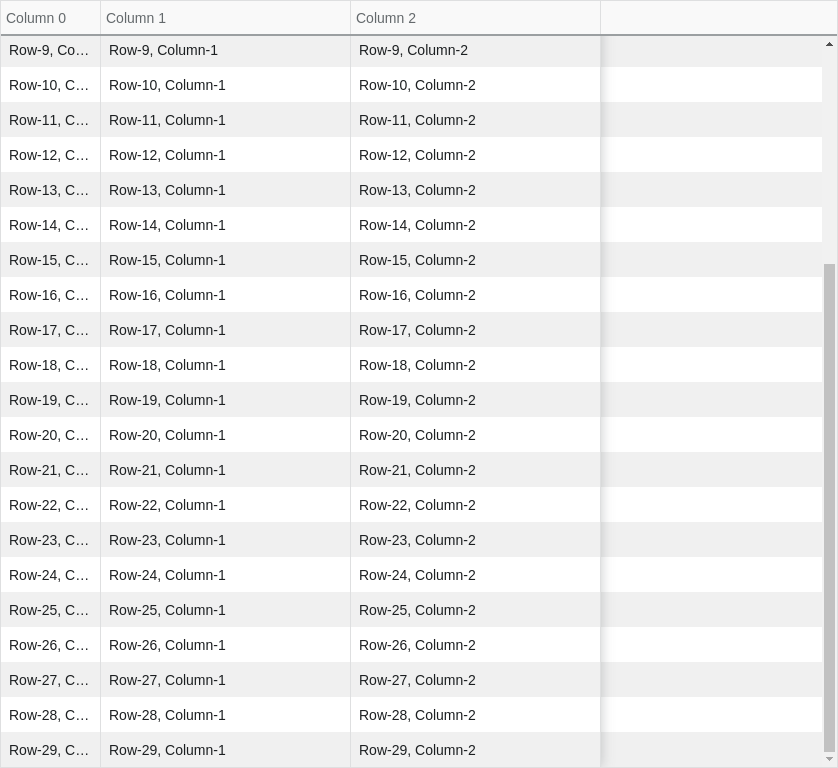 Column 0 Column 1 Column 2
Row-9, Co... Row-9, Column-1 Row-9, Column-2
Row-10, C... Row-10, Column-1 Row-10, Column-2
Row-11, C... Row-11, Column-1 Row-11, Column-2
Row-12, C... Row-12, Column-1 Row-12, Column-2
Row-13, C... Row-13, Column-1 Row-13, Column-2
Row-14, C... Row-14, Column-1 Row-14, Column-2
Row-15, C... Row-15, Column-1 Row-15, Column-2
Row-16, C... Row-16, Column-1 Row-16, Column-2
Row-17, C... Row-17, Column-1 Row-17, Column-2
Row-18, C... Row-18, Column-1 Row-18, Column-2
Row-19, C... Row-19, Column-1 Row-19, Column-2
Row-20, C... Row-20, Column-1 Row-20, Column-2
Row-21, C... Row-21, Column-1 Row-21, Column-2
Row-22, C... Row-22, Column-1 Row-22, Column-2
Row-23, C... Row-23, Column-1 Row-23, Column-2
Row-24, C... Row-24, Column-1 Row-24, Column-2
Row-25, C... Row-25, Column-1 Row-25, Column-2
Row-26, C... Row-26, Column-1 Row-26, Column-2
Row-27, C... Row-27, Column-1 Row-27, Column-2
Row-28, C... Row-28, Column-1 Row-28, Column-2
Row-29, C... Row-29, Column-1 Row-29, Column-2